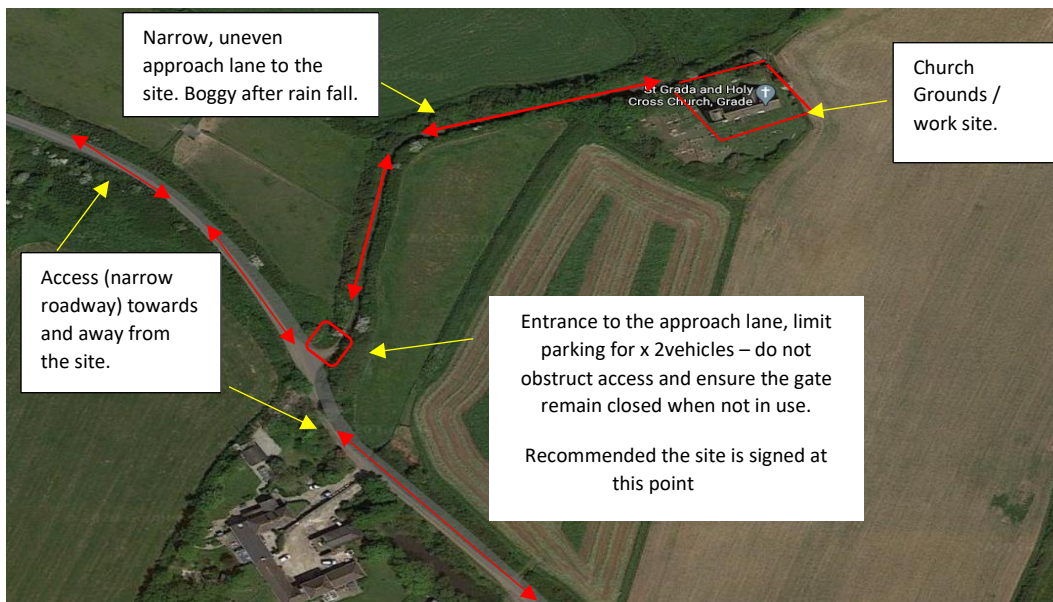 Narrow, uneven
approach lane to the
site. Boggy after rain fall.
St Grada and Holy
Cross Church, Grade
Church
Grounds /
work site.
Access (narrow
roadway) towards
and away from
the site.
Entrance to the approach lane, limit
parking for x 2vehicles – do not
obstruct access and ensure the gate
remain closed when not in use.
Recommended the site is signed at
this point